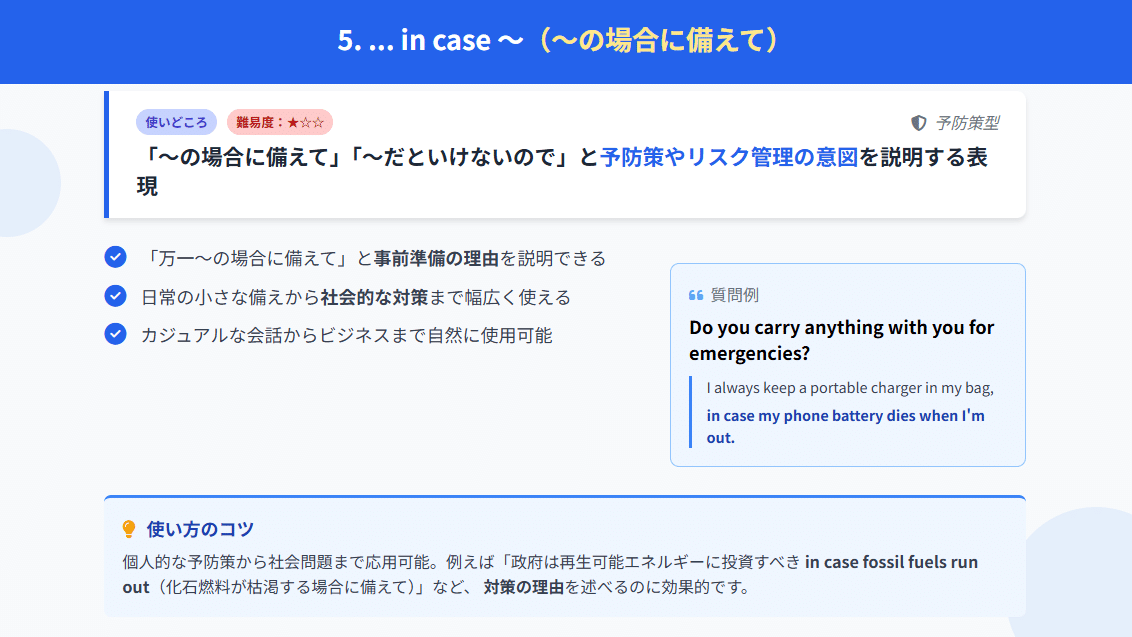 5. ... in case ～（～の場合に備えて）
使いどころ 難易度：★☆☆ 予防策型
「～の場合に備えて」「～だといけないので」と予防策やリスク管理の意図を説明する表
現
「万一～の場合に備えて」と事前準備の理由を説明できる
日常の小さな備えから社会的な対策まで幅広く使える
カジュアルな会話からビジネスまで自然に使用可能
質問例
Do you carry anything with you for
emergencies?
I always keep a portable charger in my bag,
in case my phone battery dies when I'm
out.
使い方のコツ
個人的な予防策から社会問題まで応用可能。例えば「政府は再生可能エネルギーに投資すべき in case fossil fuels run
out（化石燃料が枯渇する場合に備えて）」など、 対策の理由を述べるのに効果的です。